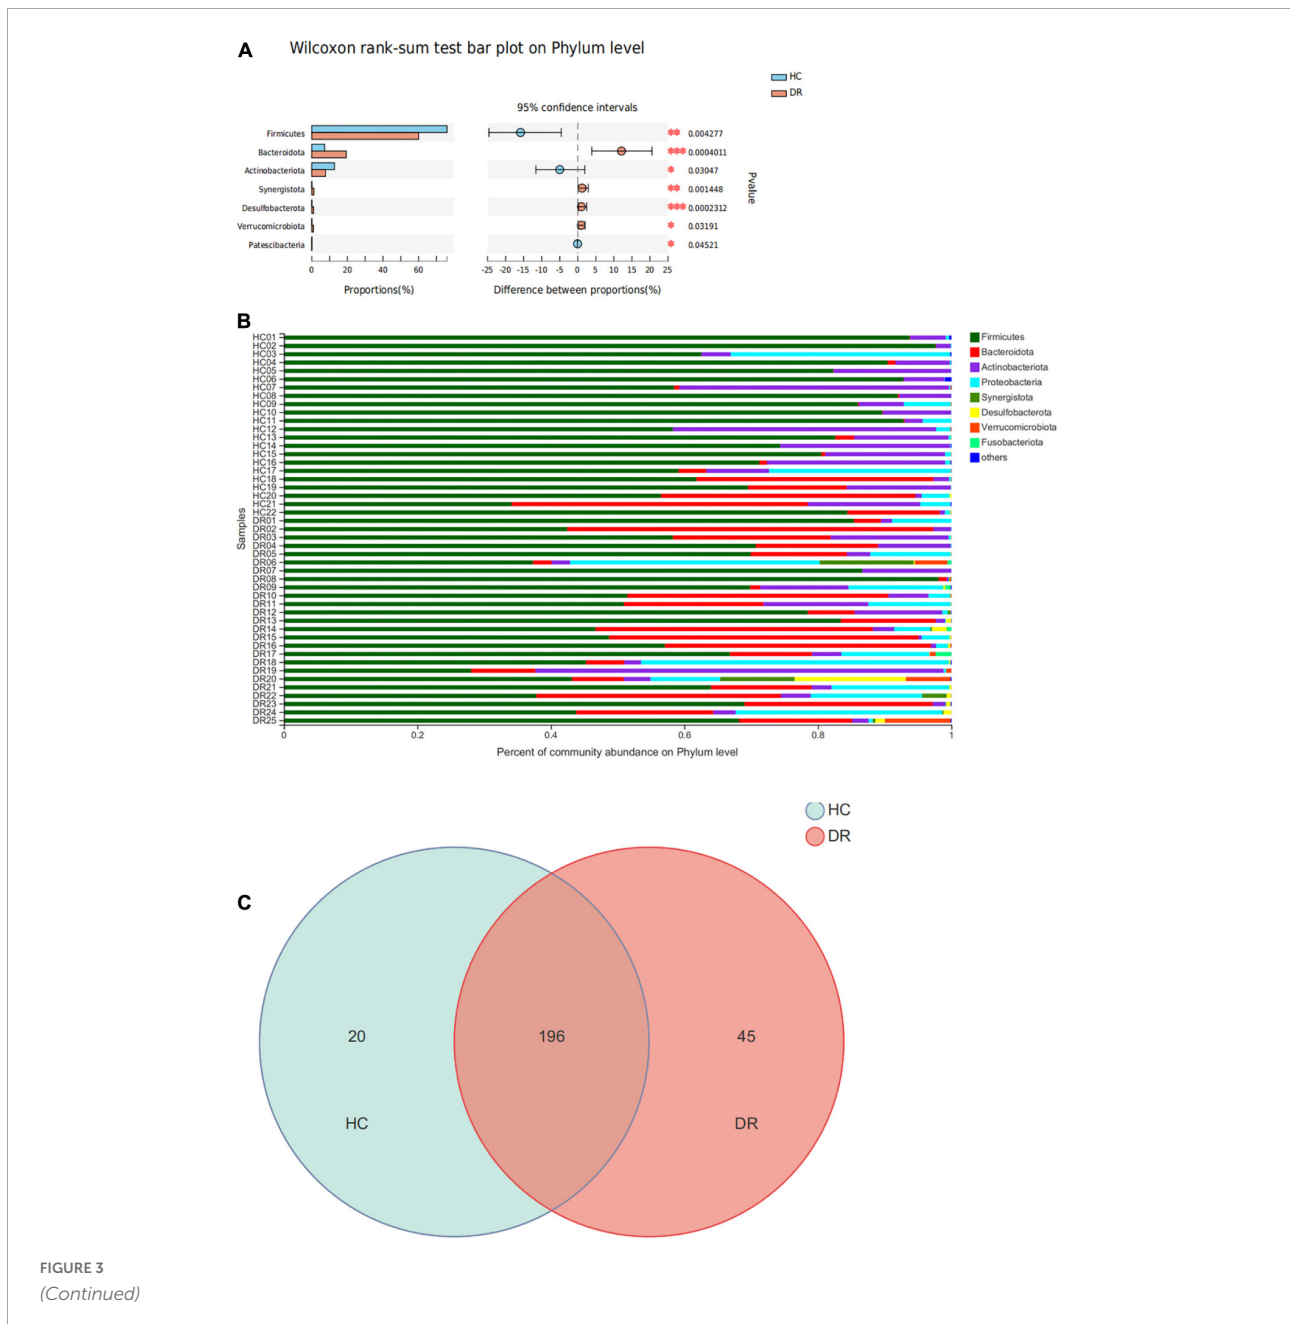 A
Wilcoxon rank-sum test bar plot on Phylum level
HC
DR
95% confidence intervals
Firmicutes
Bacteroidota
Actinobacteriota
Synergistota
Desulfobacterota
Verrucomicrobiota
Patescibacteria
** 0.004277
*** 0.0004011
* 0.03047
** 0.001448
*** 0.0002312
* 0.03191
* 0.04521
Pvalue
0 20 40 60
-25 -20 -15 -10 -5 0 5 10 15 20 25
Proportions(%)
Difference between proportions(%)
B
HC01
HC02
HC03
HC04
HC05
HC06
HC07
HC08
HC09
HC10
HC11
HC12
HC13
HC14
HC15
HC16
HC17
HC18
HC19
HC20
HC21
HC22
DR01
DR02
DR03
DR04
DR05
DR06
DR07
DR08
DR09
DR10
DR11
DR12
DR13
DR14
DR15
DR16
DR17
DR18
DR19
DR20
DR21
DR22
DR23
DR24
DR25
Samples
0 0.2 0.4 0.6 0.8 1
Percent of community abundance on Phylum level
Firmicutes
Bacteroidota
Actinobacteriota
Proteobacteria
Synergistota
Desulfobacterota
Verrucomicrobiota
Fusobacteriota
others
HC
DR
C
20
196
45
HC
DR
FIGURE 3
(Continued)